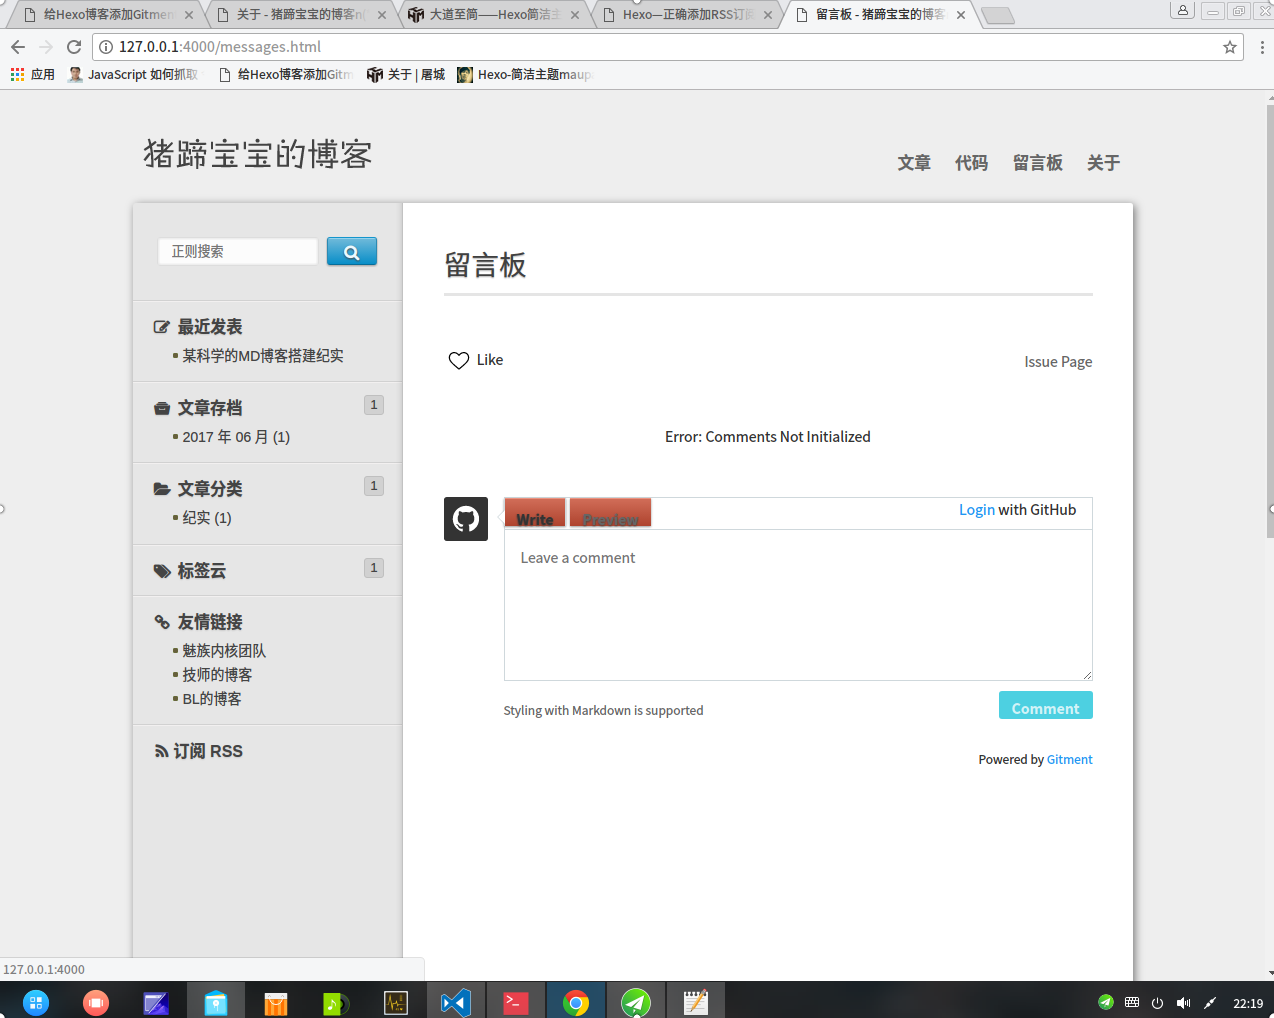 给Hexo博客添加Gitmen
关于 - 猪蹄宝宝的博客n(
大道至简——Hexo简洁主
Hexo—正确添加RSS订阅
留言板 - 猪蹄宝宝的博客
127.0.0.1:4000/messages.html
应用
JavaScript 如何抓取
给Hexo博客添加Gitm
关于 | 屠城
Hexo-简洁主题maup
猪蹄宝宝的博客
文章 代码 留言板 关于
正则搜索
最近发表
某科学的MD博客搭建纪实
文章存档 1
2017 年 06 月 (1)
文章分类 1
纪实 (1)
标签云 1
友情链接
魅族内核团队
技师的博客
BL的博客
订阅 RSS
留言板
Like
Issue Page
Error: Comments Not Initialized
Write Preview
Login with GitHub
Leave a comment
Styling with Markdown is supported
Comment
Powered by Gitment
127.0.0.1:4000
22:19